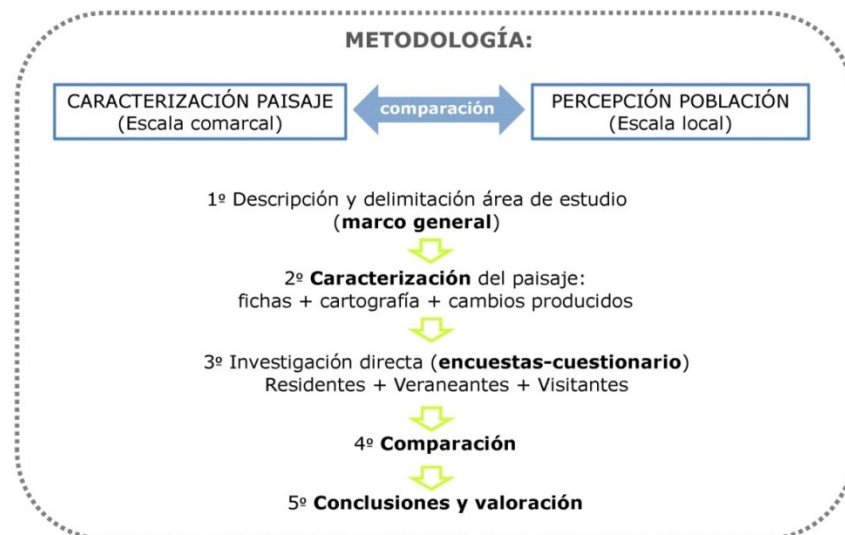 METODOLOGÍA:
CARACTERIZACIÓN PAISAJE
(Escala comarcal)
comparación
PERCEPCIÓN POBLACIÓN
(Escala local)
1º Descripción y delimitación área de estudio
(marco general)
2º Caracterización del paisaje:
fichas + cartografía + cambios producidos
3º Investigación directa (encuestas-cuestionario)
Residentes + Veraneantes + Visitantes
4º Comparación
5º Conclusiones y valoración